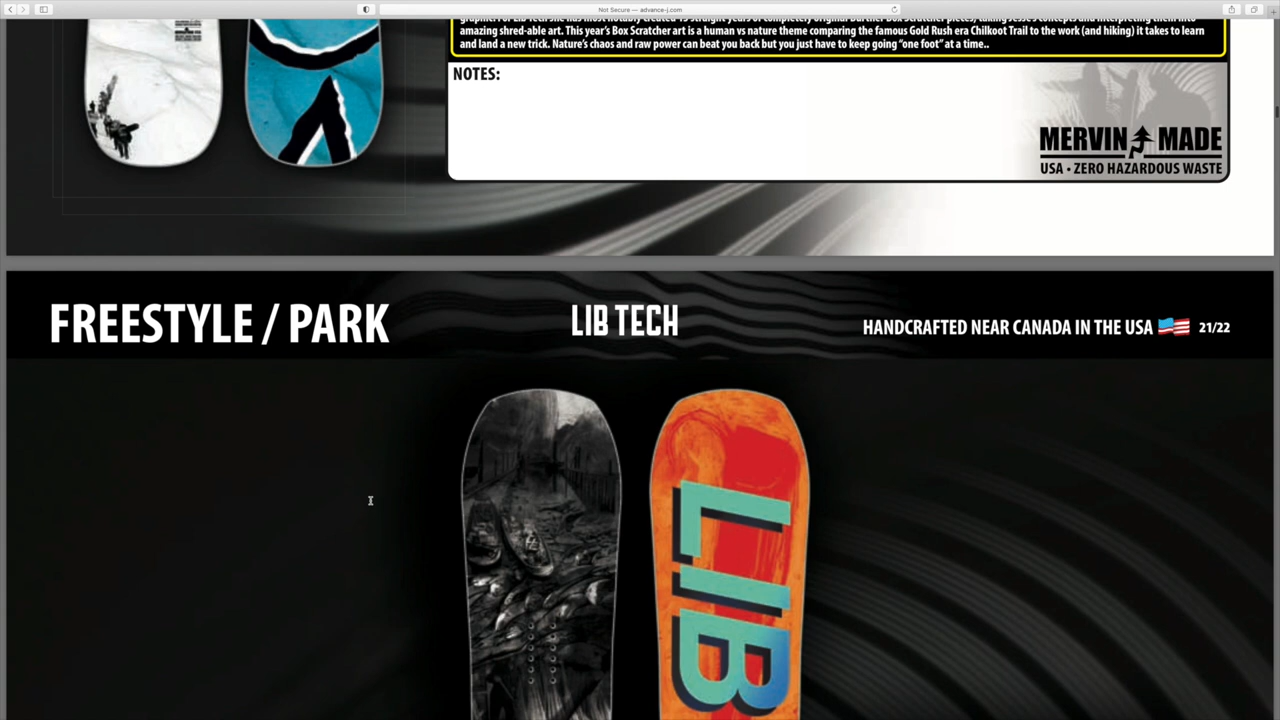 Not Secure — advance-j.com
amazing shred-able art. This year's Box Scratcher art is a human vs nature theme comparing the famous Gold Rush era Chilkoot Trail to the work (and hiking) it takes to learn
and land a new trick. Nature's chaos and raw power can beat you back but you just have to keep going "one foot" at a time..
NOTES:
MERVIN MADE
USA • ZERO HAZARDOUS WASTE
FREESTYLE / PARK
LIB TECH
HANDCRAFTED NEAR CANADA IN THE USA
21/22
LIB